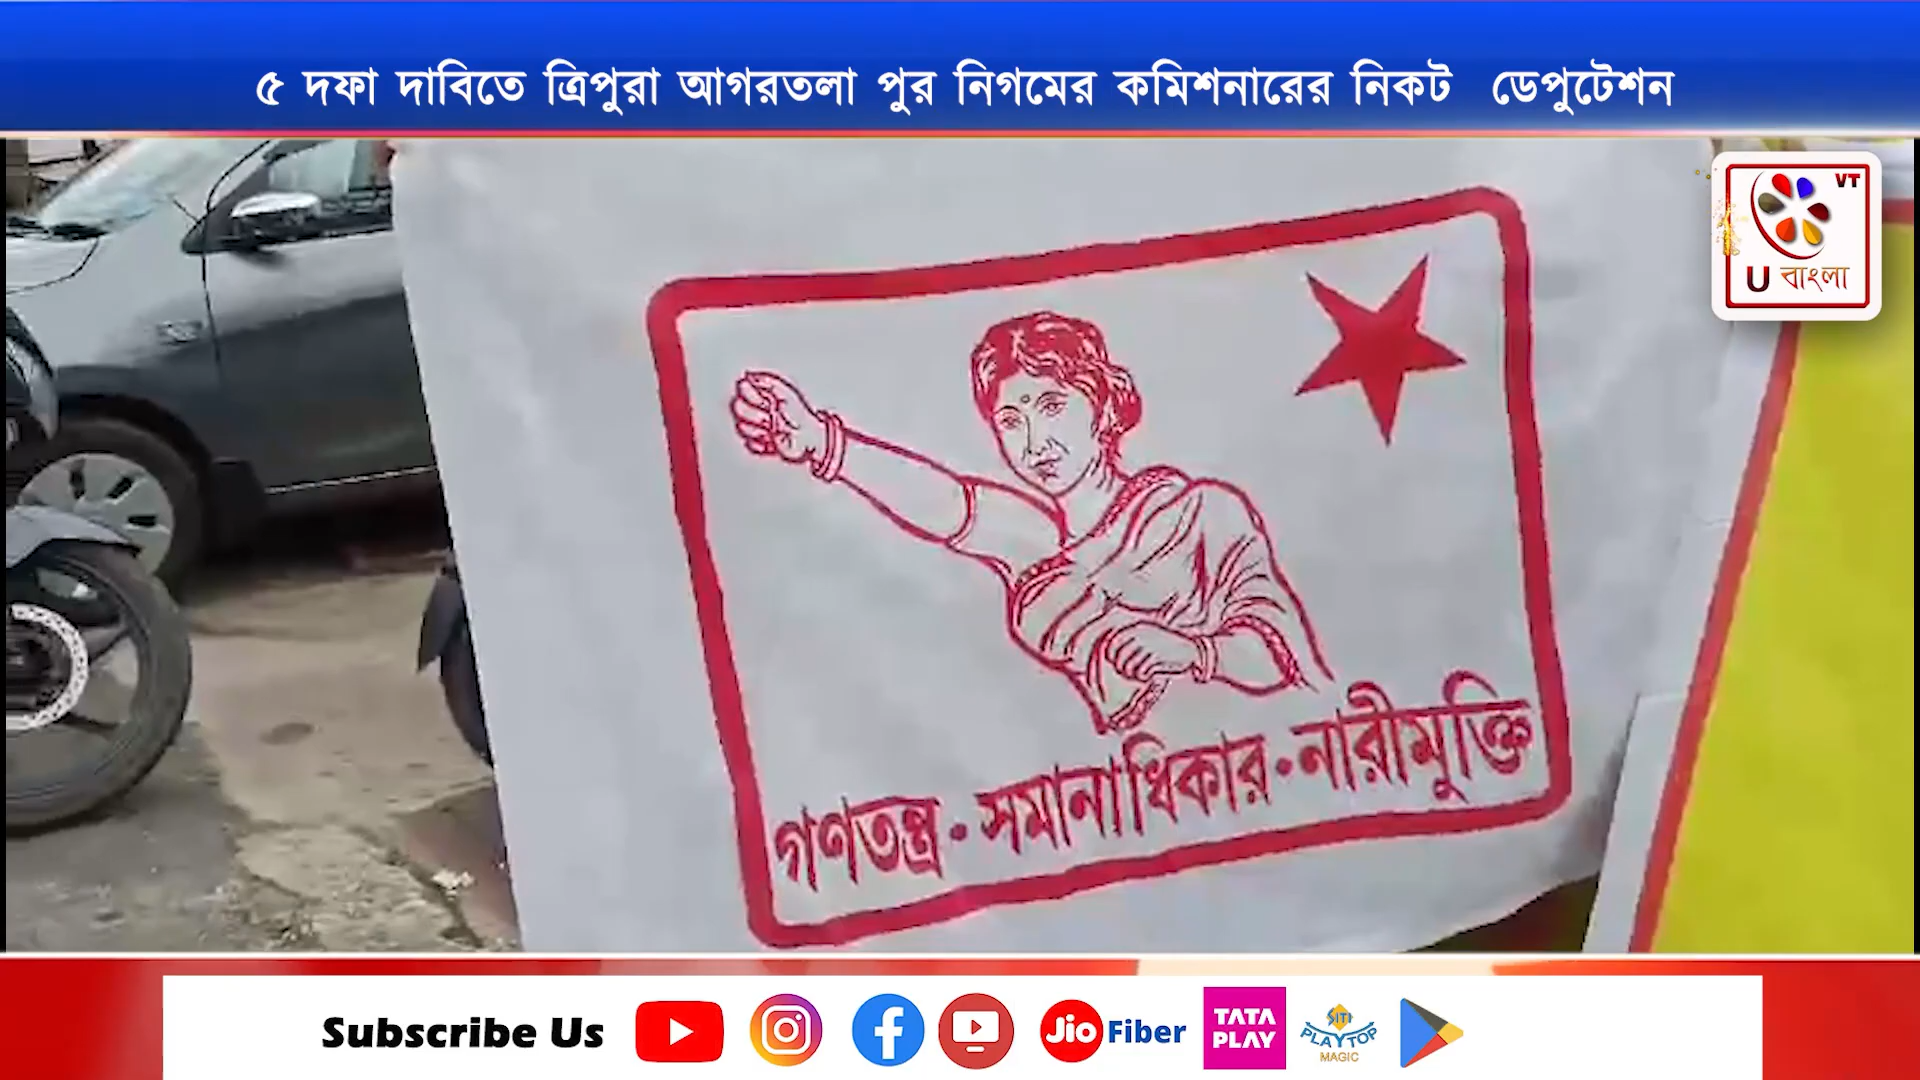 ৫ দফা দাবিতে ত্রিপুরা আগরতলা পুর নিগমের কমিশনারের নিকট ডেপুটেশন
VT
U বাংলা
গণতন্ত্র • সমানাধিকার • নারীমুক্তি
Subscribe Us
Jio Fiber
TATA PLAY
SITI
PLAYTOP
MAGIC